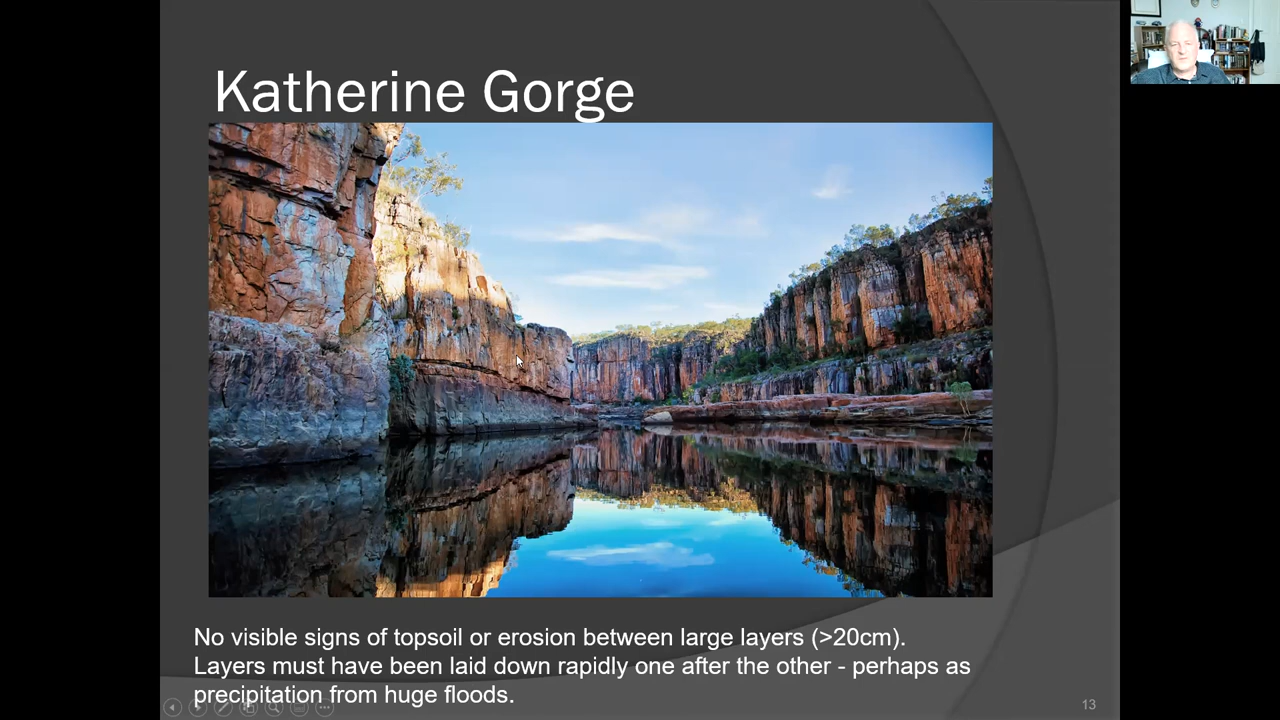 Katherine Gorge
No visible signs of topsoil or erosion between large layers (>20cm).
Layers must have been laid down rapidly one after the other - perhaps as
precipitation from huge floods.
13